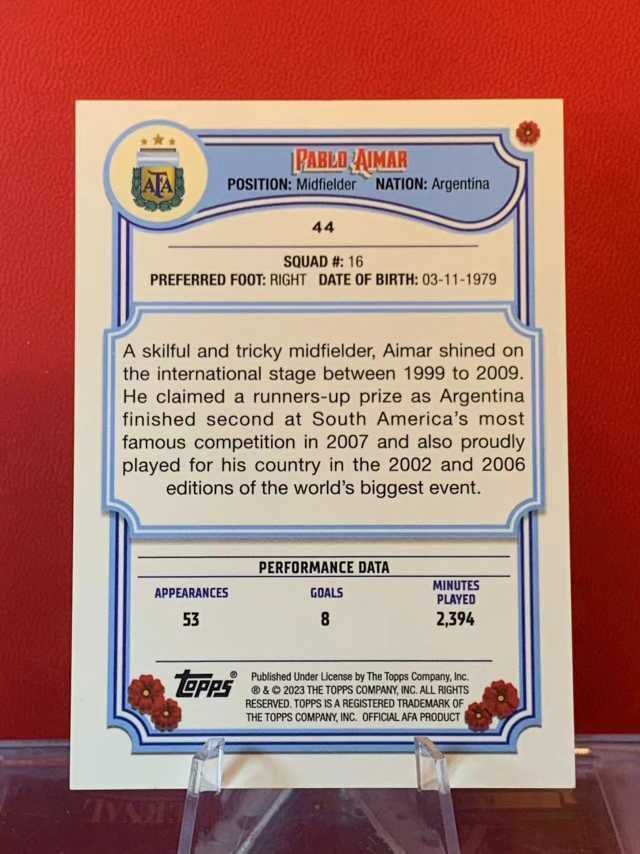 AFA
PABLO AIMAR
POSITION: Midfielder NATION: Argentina
44
SQUAD #: 16
PREFERRED FOOT: RIGHT DATE OF BIRTH: 03-11-1979
A skilful and tricky midfielder, Aimar shined on
the international stage between 1999 to 2009.
He claimed a runners-up prize as Argentina
finished second at South America's most
famous competition in 2007 and also proudly
played for his country in the 2002 and 2006
editions of the world's biggest event.
PERFORMANCE DATA
APPEARANCES GOALS MINUTES PLAYED
53 8 2,394
topps®
Published Under License by The Topps Company, Inc.
® & © 2023 THE TOPPS COMPANY, INC. ALL RIGHTS
RESERVED. TOPPS IS A REGISTERED TRADEMARK OF
THE TOPPS COMPANY, INC. OFFICIAL AFA PRODUCT